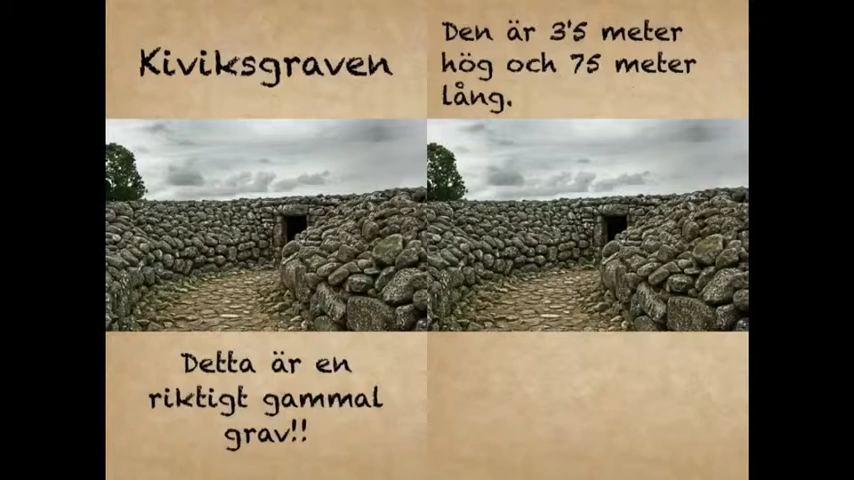 Kiviksgraven
Detta är en
riktigt gammal
grav!!
Den är 3'5 meter
hög och 75 meter
lång.